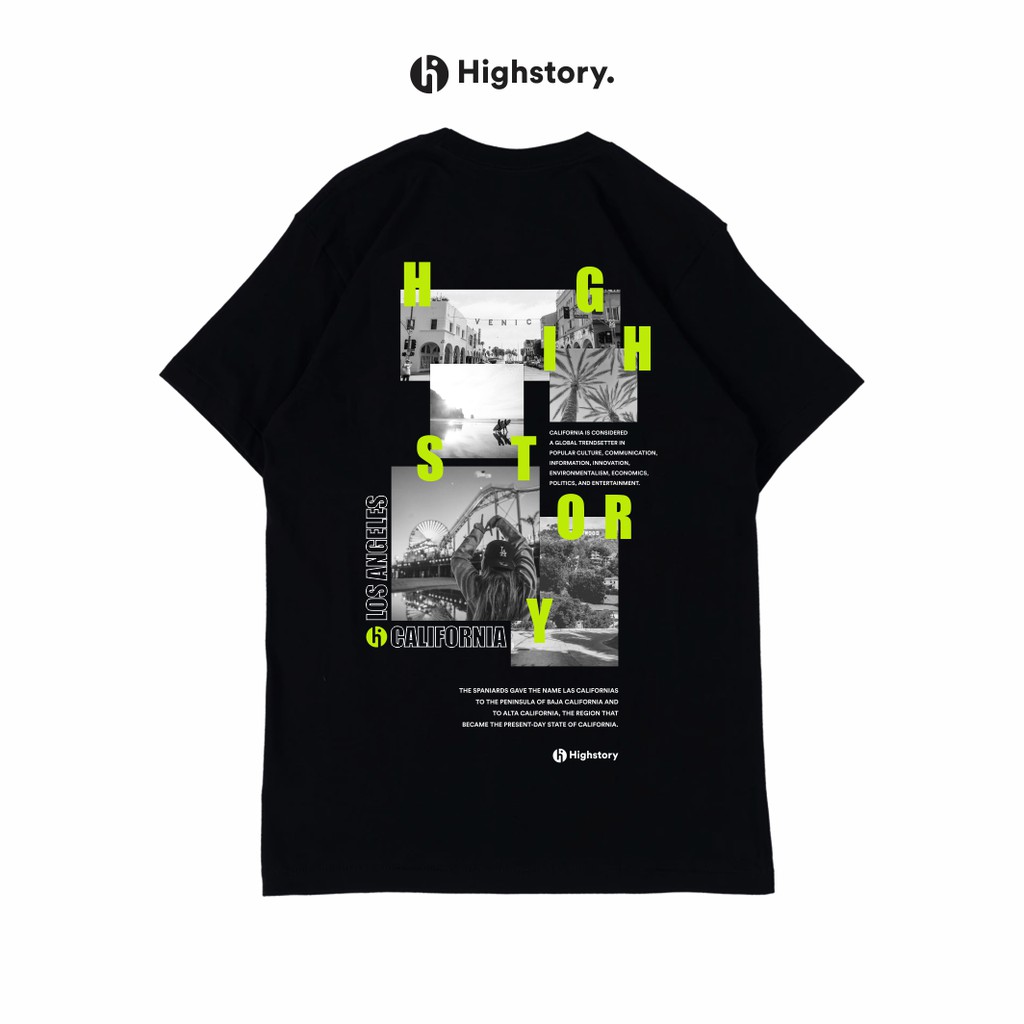 Highstory.
H G
VENIC
I H
CALIFORNIA IS CONSIDERED
A GLOBAL TRENDSETTER IN
POPULAR CULTURE, COMMUNICATION,
INFORMATION, INNOVATION,
ENVIRONMENTALISM, ECONOMICS,
POLITICS, AND ENTERTAINMENT.
S T
O R
LOS ANGELES
LA
Y
CALIFORNIA
THE SPANIARDS GAVE THE NAME LAS CALIFORNIAS
TO THE PENINSULA OF BAJA CALIFORNIA AND
TO ALTA CALIFORNIA, THE REGION THAT
BECAME THE PRESENT-DAY STATE OF CALIFORNIA.
Highstory